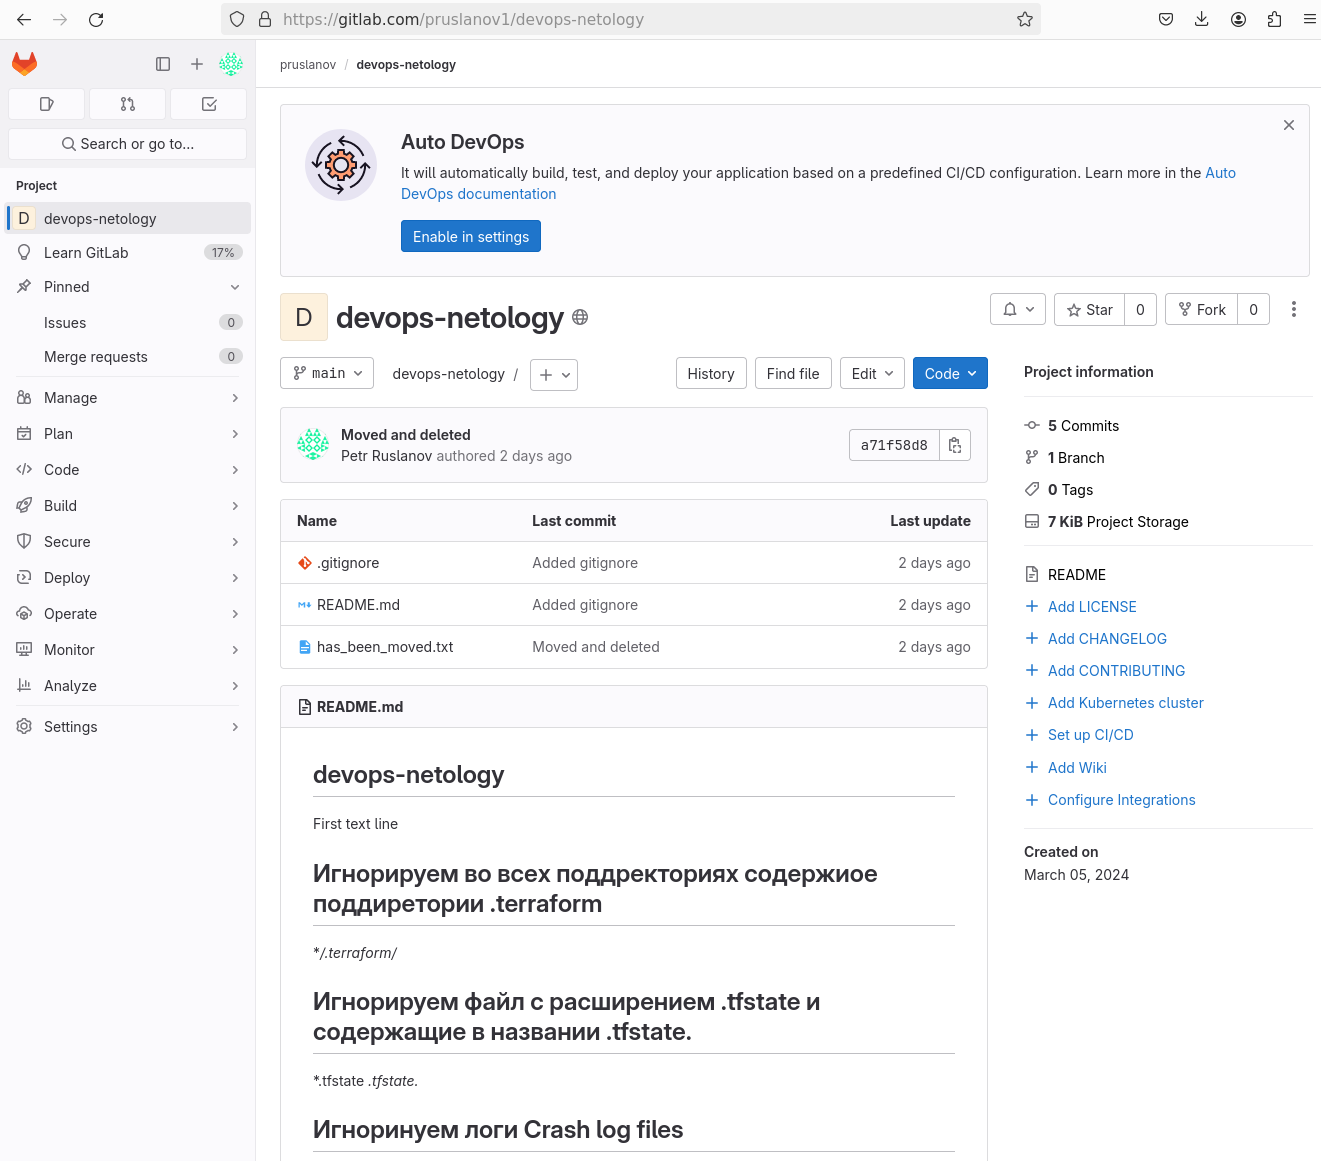 https://gitlab.com/pruslanov1/devops-netology
pruslanov / devops-netology
Search or go to...
Project
D devops-netology
Learn GitLab 17%
Pinned
Issues 0
Merge requests 0
Manage
Plan
Code
Build
Secure
Deploy
Operate
Monitor
Analyze
Settings
Auto DevOps
It will automatically build, test, and deploy your application based on a predefined CI/CD configuration. Learn more in the Auto
DevOps documentation
Enable in settings
D devops-netology
Star 0 Fork 0
main devops-netology / + History Find file Edit Code
Moved and deleted
Petr Ruslanov authored 2 days ago
a71f58d8
Name Last commit Last update
.gitignore Added gitignore 2 days ago
README.md Added gitignore 2 days ago
has_been_moved.txt Moved and deleted 2 days ago
README.md
devops-netology
First text line
Игнорируем во всех поддректориях содержиое
поддиретории .terraform
*/.terraform/
Игнорируем файл с расширением .tfstate и
содержащие в названии .tfstate.
*.tfstate .tfstate.
Игноринуем логи Crash log files
Project information
5 Commits
1 Branch
0 Tags
7 KiB Project Storage
README
+ Add LICENSE
+ Add CHANGELOG
+ Add CONTRIBUTING
+ Add Kubernetes cluster
+ Set up CI/CD
+ Add Wiki
+ Configure Integrations
Created on
March 05, 2024